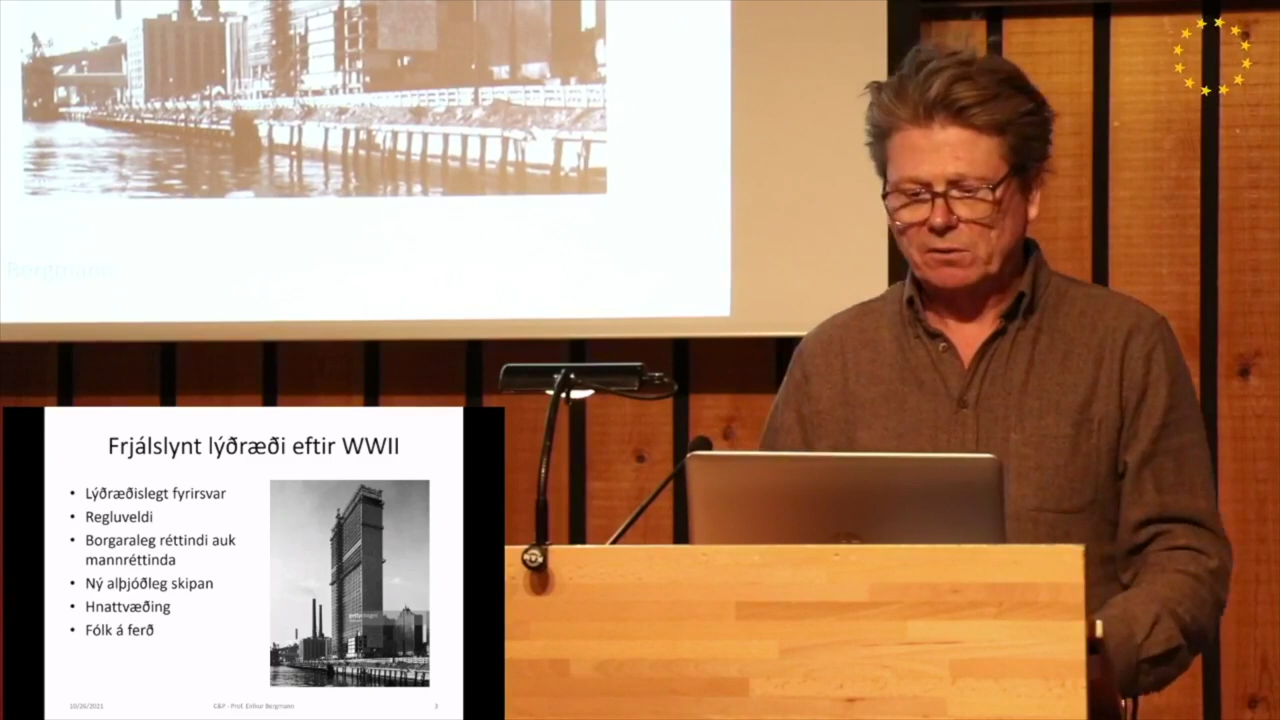 Bergmann
Frjálslynt lýðræði eftir WWII
• Lýðræðislegt fyrirsvar
• Regluveldi
• Borgaraleg réttindi auk
mannréttinda
• Ný alþjóðleg skipan
• Hnattvæðing
• Fólk á ferð
10/26/2021
C&P - Prof. Eiríkur Bergmann
3